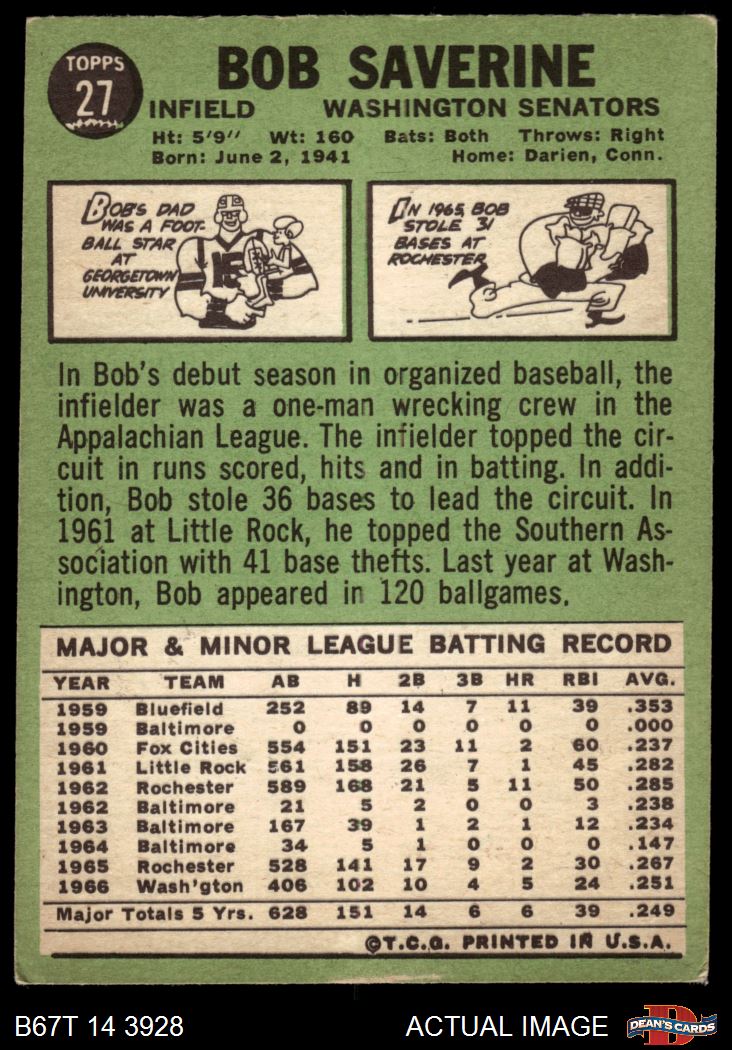 TOPPS
27
BOB SAVERINE
INFIELD WASHINGTON SENATORS
Ht: 5'9" Wt: 160 Bats: Both Throws: Right
Born: June 2, 1941 Home: Darien, Conn.
BOB'S DAD
WAS A FOOT-
BALL STAR
AT
GEORGETOWN
UNIVERSITY
IN 1965, BOB
STOLE 31
BASES AT
ROCHESTER
In Bob's debut season in organized baseball, the
infielder was a one-man wrecking crew in the
Appalachian League. The infielder topped the cir-
cuit in runs scored, hits and in batting. In addi-
tion, Bob stole 36 bases to lead the circuit. In
1961 at Little Rock, he topped the Southern As-
sociation with 41 base thefts. Last year at Wash-
ington, Bob appeared in 120 ballgames.
MAJOR & MINOR LEAGUE BATTING RECORD
YEAR TEAM AB H 2B 3B HR RBI AVG.
1959 Bluefield 252 89 14 7 11 39 .353
1959 Baltimore 0 0 0 0 0 0 .000
1960 Fox Cities 554 151 23 11 2 60 .237
1961 Little Rock 561 158 26 7 1 45 .282
1962 Rochester 589 168 21 5 11 50 .285
1962 Baltimore 21 5 2 0 0 3 .238
1963 Baltimore 167 39 1 2 1 12 .234
1964 Baltimore 34 5 1 0 0 0 .147
1965 Rochester 528 141 17 9 2 30 .267
1966 Wash'gton 406 102 10 4 5 24 .251
Major Totals 5 Yrs. 628 151 14 6 6 39 .249
©T.C.G. PRINTED IN U.S.A.
B67T 14 3928 ACTUAL IMAGE D DEAN'S CARDS